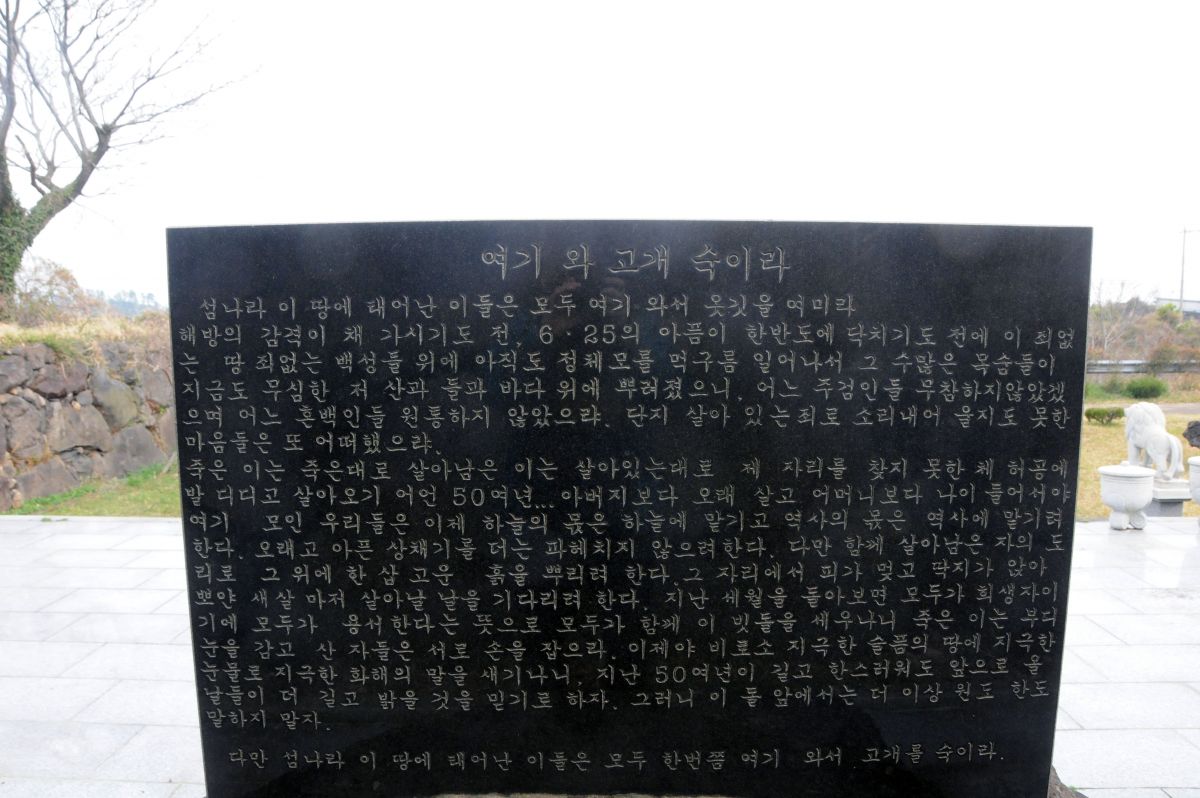 여기 와 고개 숙이라
섬나라 이 땅에 태어난 이들은 모두 여기 와서 옷깃을 여미라
해방의 감격이 채 가시기도 전, 6 25의 아픔이 한반도에 닥치기도 전에 이 죄없
는 땅 죄없는 백성들 위에 아직도 정체모를 먹구름 일어나서 그 수많은 목숨들이
지금도 무심한 저 산과 들과 바다 위에 뿌려졌으니, 어느 주검인들 무참하지않았겠
으며 어느 혼백인들 원통하지 않았으랴. 단지 살아 있는죄로 소리내어 울지도 못한
마음들은 또 어떠했으랴.
죽은 이는 죽은대로 살아남은 이는 살아있는대로 제 자리를 찾지 못한 체 허공에
발 디디고 살아오기 어언 50여년... 아버지보다 오래 살고 어머니보다 나이 들어서야
여기 모인 우리들은 이제 하늘의 몫은 하늘에 맡기고 역사의 몫은 역사에 맡기려
한다. 오래고 아픈 상채기를 더는 파헤치지 않으려한다. 다만 함께 살아남은 자의 도
리로 그 위에 한 삽 고운 흙을 뿌리려 한다. 그 자리에서 피가 멎고 딱지가 앉아
뽀얀 새살 마저 살아날 날을 기다리려 한다. 지난 세월을 돌아보면 모두가 희생자이
기에 모두가 용서한다는 뜻으로 모두가 함께 이 빗돌을 세우나니 죽은 이는 부디
눈을 감고 산 자들은 서로 손을 잡으라. 이제야 비로소 지극한 슬픔의 땅에 지극한
눈물로 지극한 화해의 말을 새기나니. 지난 50여년이 길고 한스러워도 앞으로 올
날들이 더 길고 밝을 것을 믿기로 하자. 그러니 이 돌 앞에서는 더 이상 원도 한도
말하지 말자.
다만 섬나라 이 땅에 태어난 이들은 모두 한번쯤 여기 와서 고개를 숙이라.